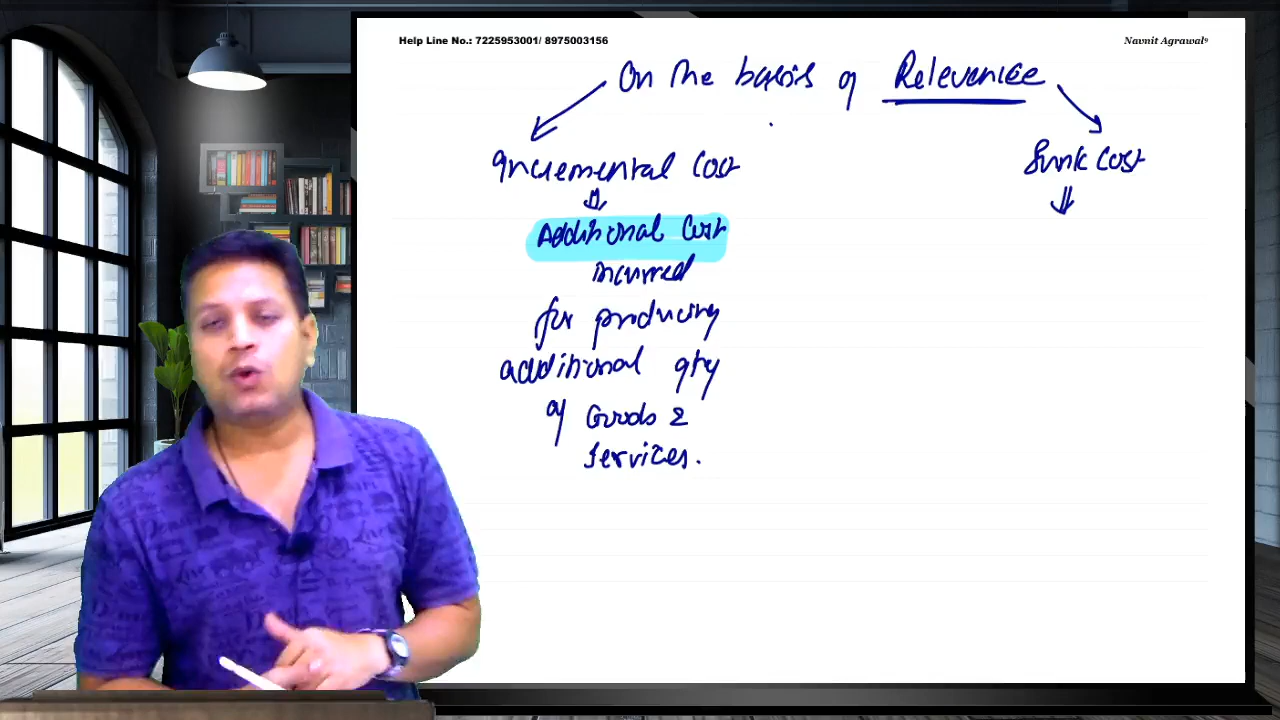 Help Line No.: 7225953001/ 8975003156
Navnit Agrawal9
On the basis of Relevance
Incremental Cost
Sunk Cost
Additional Cost
incurred
for producing
additional qty
of Goods &
Services.